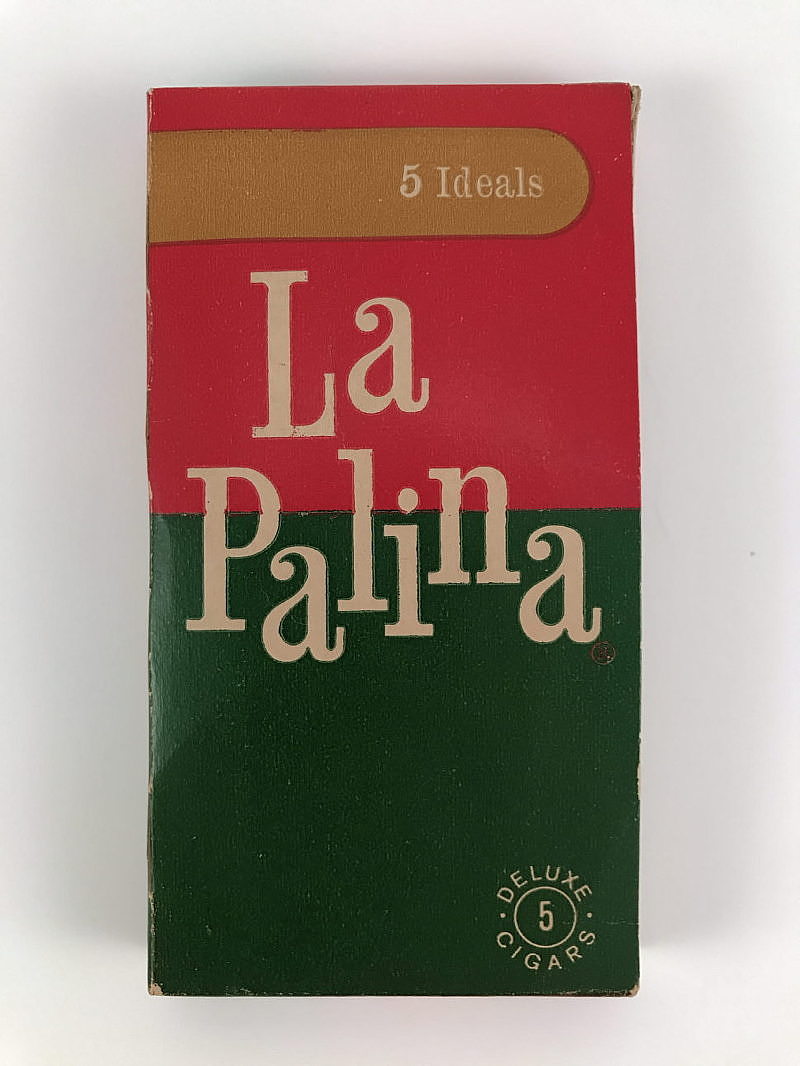 5 Ideals
La
Palina
DELUXE
5
CIGARS